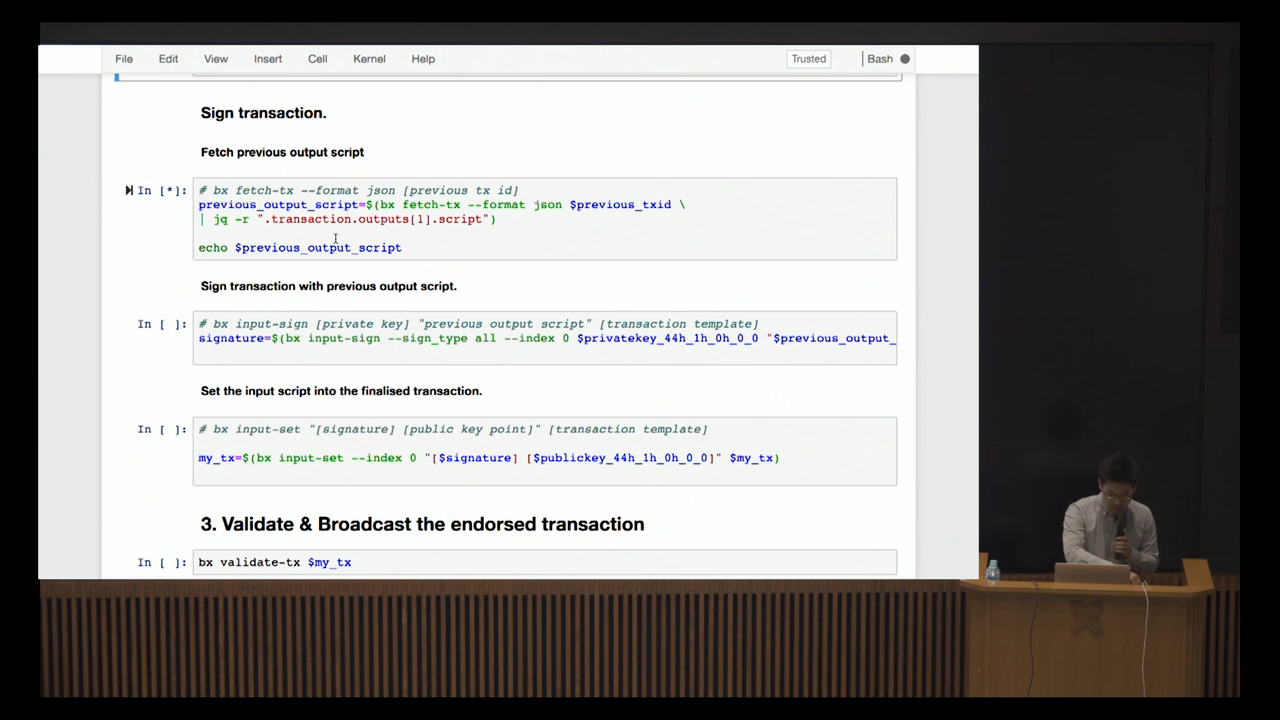 File Edit View Insert Cell Kernel Help Trusted Bash
Sign transaction.
Fetch previous output script
In [*]: # bx fetch-tx --format json [previous tx id]
previous_output_script=$(bx fetch-tx --format json $previous_txid \
| jq -r ".transaction.outputs[1].script")
echo $previous_output_script
Sign transaction with previous output script.
In [ ]: # bx input-sign [private key] "previous output script" [transaction template]
signature=$(bx input-sign --sign_type all --index 0 $privatekey_44h_1h_0h_0_0 "$previous_output_
Set the input script into the finalised transaction.
In [ ]: # bx input-set "[signature] [public key point]" [transaction template]
my_tx=$(bx input-set --index 0 "[$signature] [$publickey_44h_1h_0h_0_0]" $my_tx)
3. Validate & Broadcast the endorsed transaction
In [ ]: bx validate-tx $my_tx